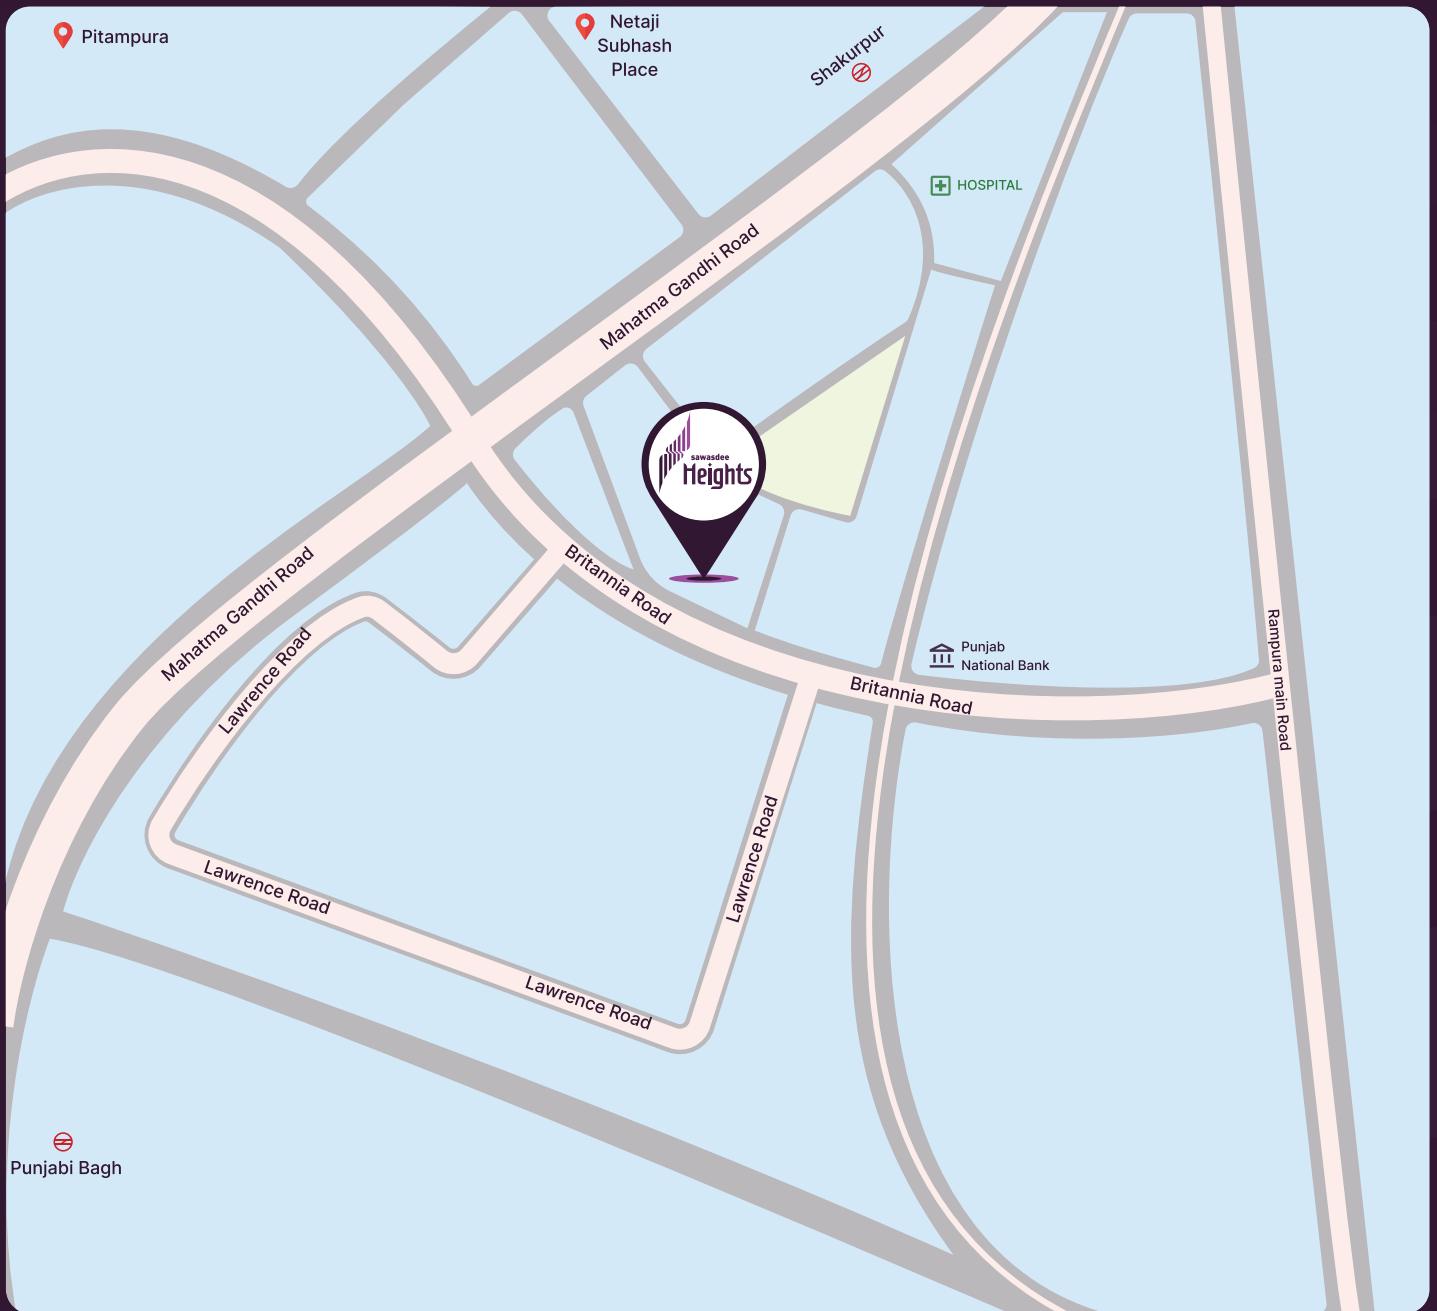 Pitampura
Netaji
Subhash
Place
Shakurpur
HOSPITAL
Mahatma Gandhi Road
sawasdee
Heights
Mahatma Gandhi Road
Britannia Road
Lawrence Road
Punjab
National Bank
Rampura main Road
Britannia Road
Lawrence Road
Lawrence Road
Lawrence Road
Punjabi Bagh